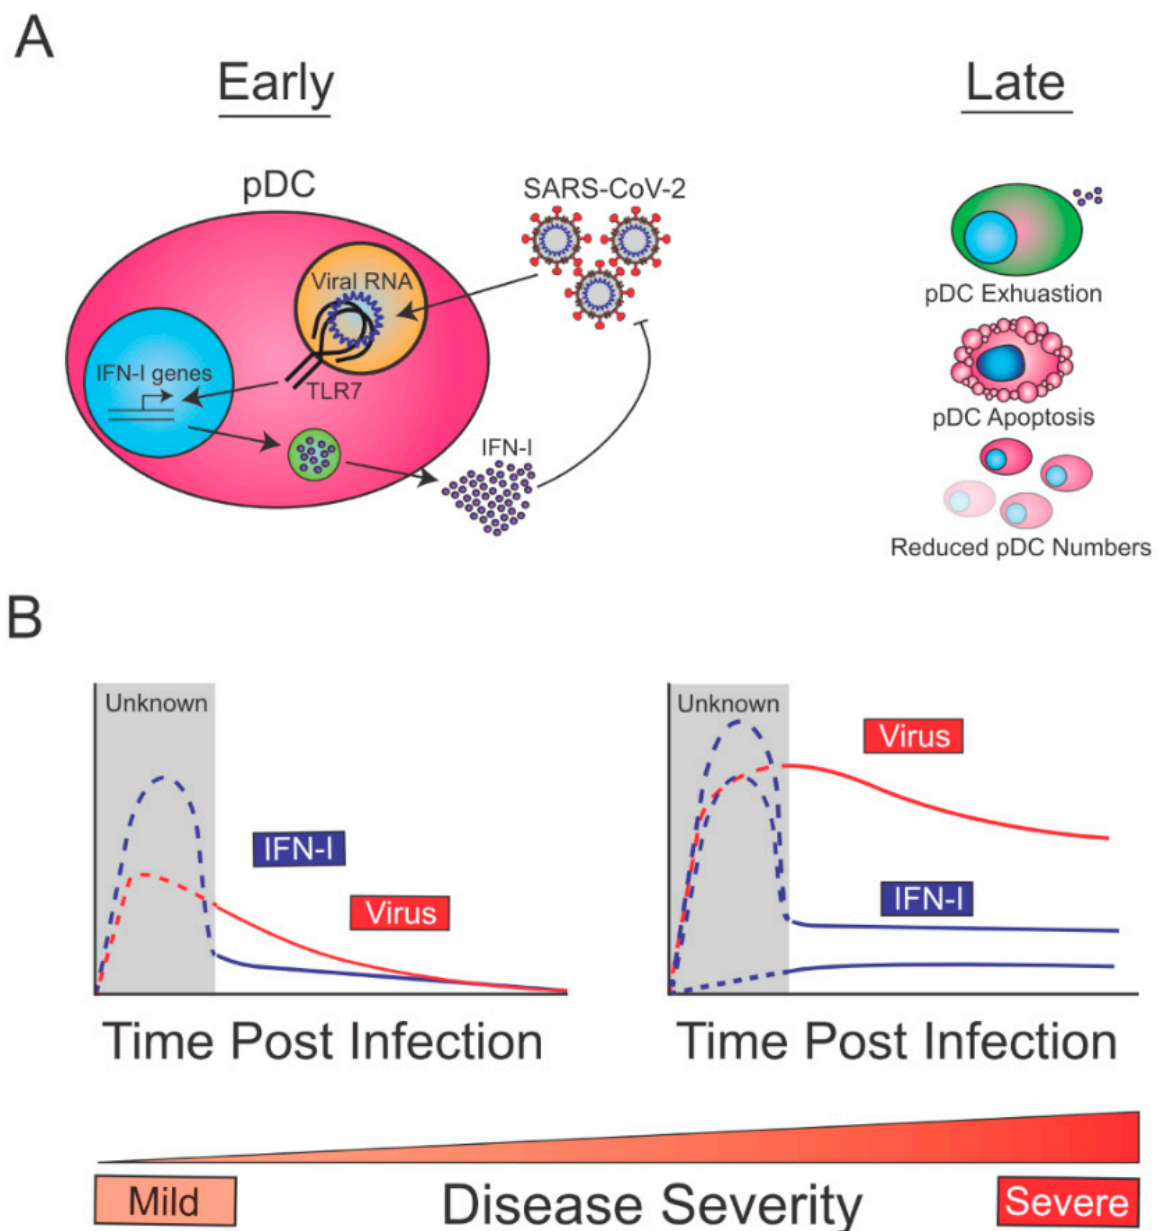 A
Early
Late
pDC
SARS-CoV-2
Viral RNA
IFN-I genes
TLR7
IFN-I
pDC Exhuastion
pDC Apoptosis
Reduced pDC Numbers
B
Unknown
IFN-I
Virus
Time Post Infection
Unknown
Virus
IFN-I
Time Post Infection
Mild
Disease Severity
Severe